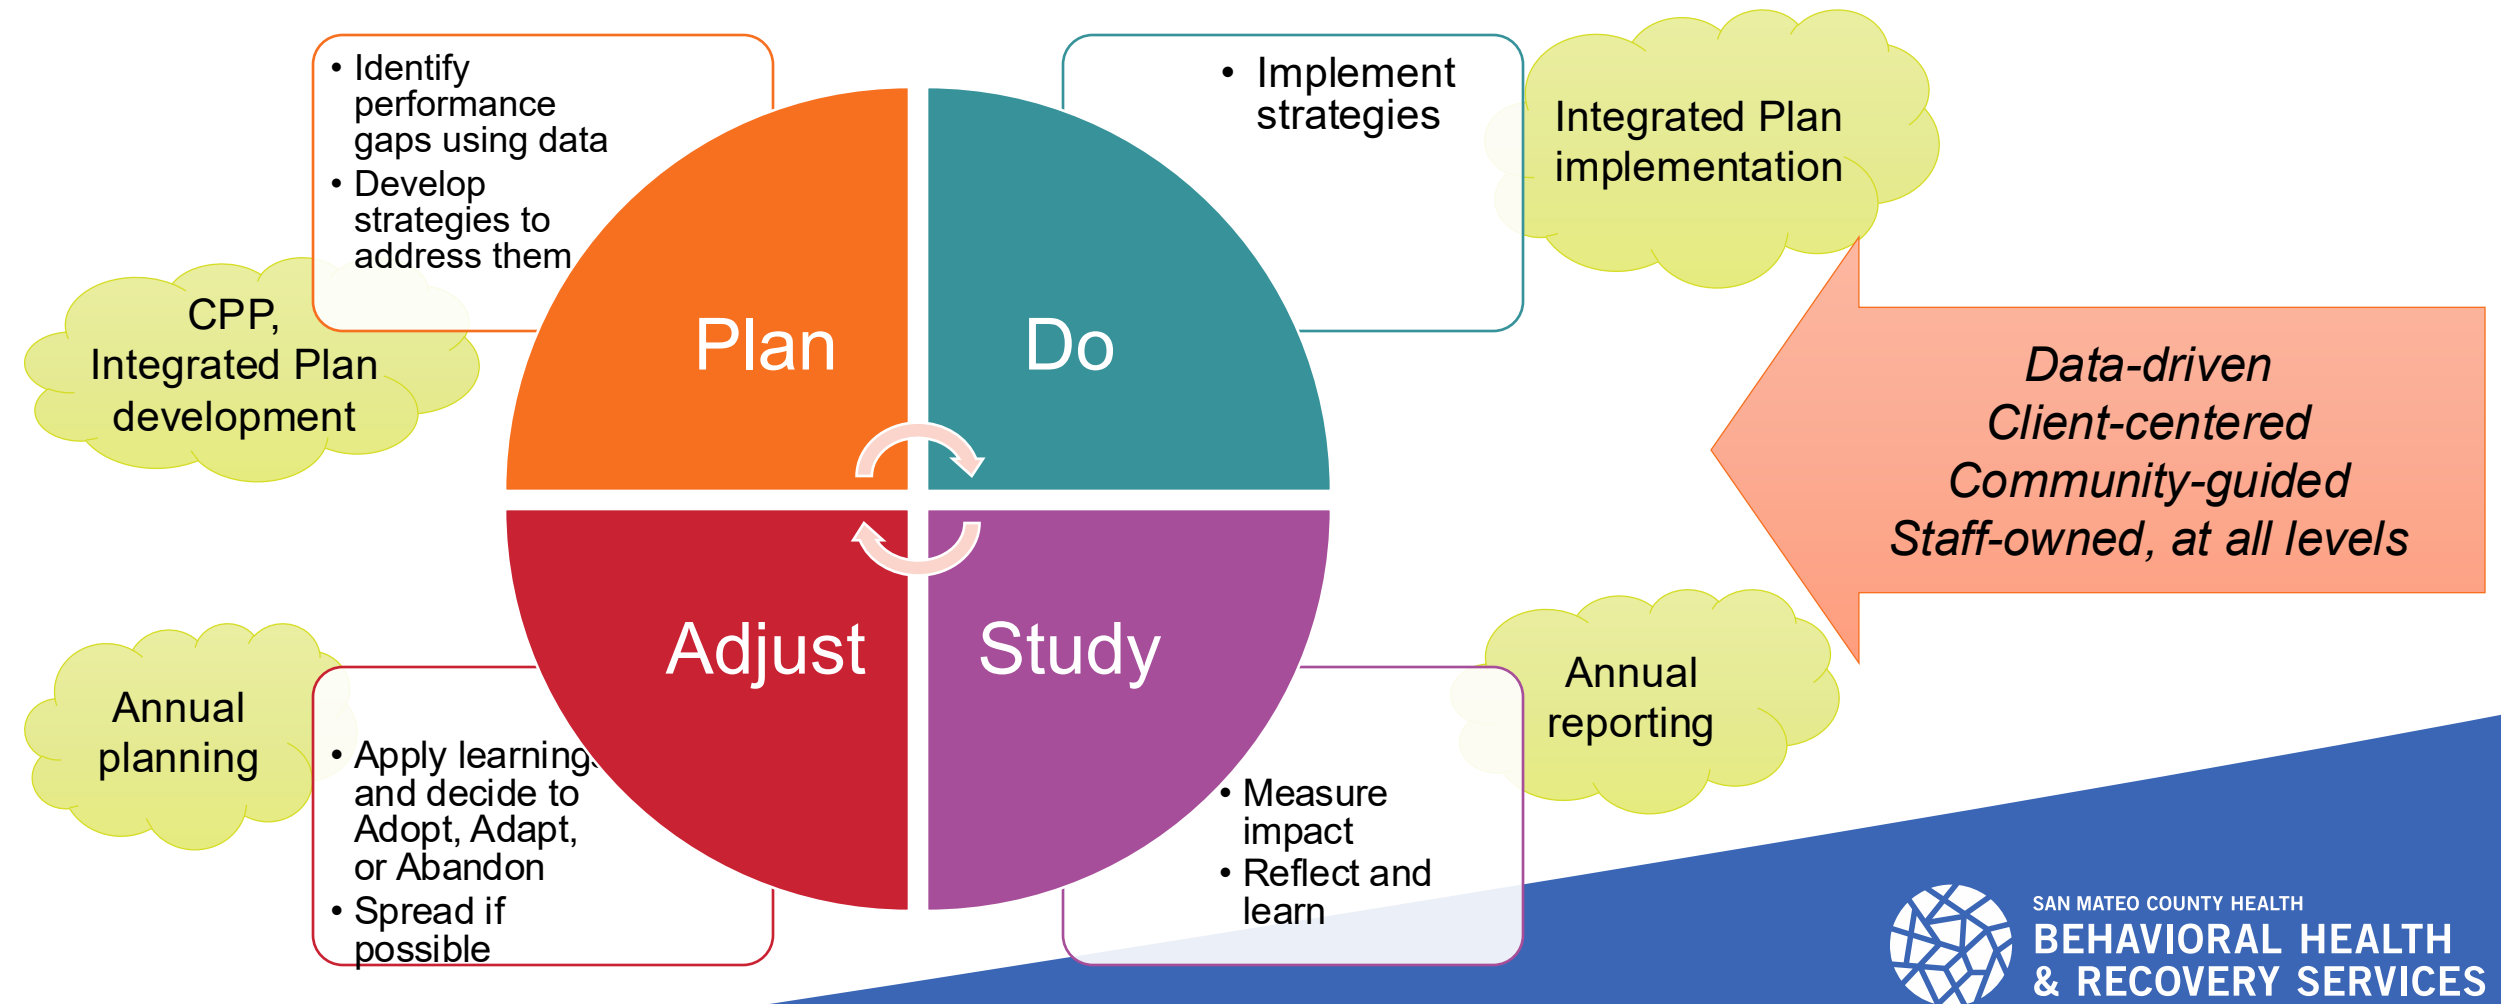 • Identify
performance
gaps using data
• Develop
strategies to
address them
CPP,
Integrated Plan
development
Plan
• Implement
strategies
Integrated Plan
implementation
Do
Data-driven
Client-centered
Community-guided
Staff-owned, at all levels
Adjust
Annual
planning
• Apply learnings
and decide to
Adopt, Adapt,
or Abandon
• Spread if
possible
Study
Annual
reporting
• Measure
impact
• Reflect and
learn
SAN MATEO COUNTY HEALTH
BEHAVIORAL HEALTH
& RECOVERY SERVICES